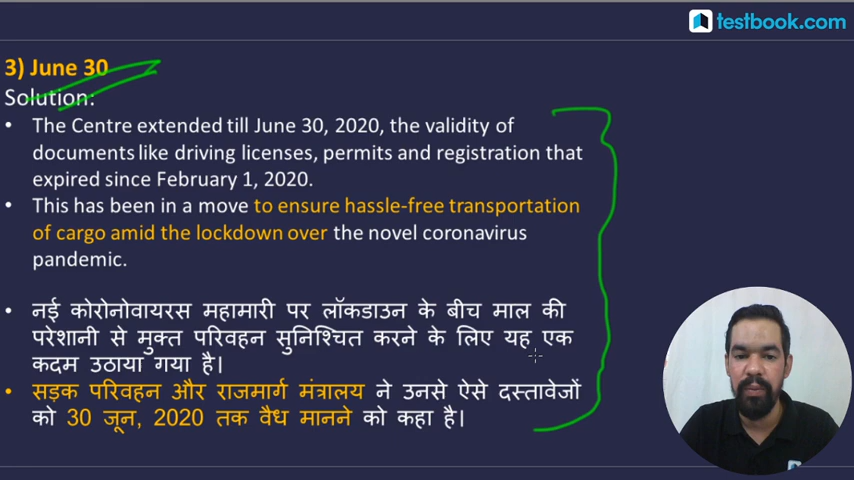 testbook.com
3) June 30
Solution:
• The Centre extended till June 30, 2020, the validity of
documents like driving licenses, permits and registration that
expired since February 1, 2020.
• This has been in a move to ensure hassle-free transportation
of cargo amid the lockdown over the novel coronavirus
pandemic.
• नई कोरोनोवायरस महामारी पर लॉकडाउन के बीच माल की
परेशानी से मुक्त परिवहन सुनिश्चित करने के लिए यह एक
कदम उठाया गया है।
• सड़क परिवहन और राजमार्ग मंत्रालय ने उनसे ऐसे दस्तावेजों
को 30 जून, 2020 तक वैध मानने को कहा है।